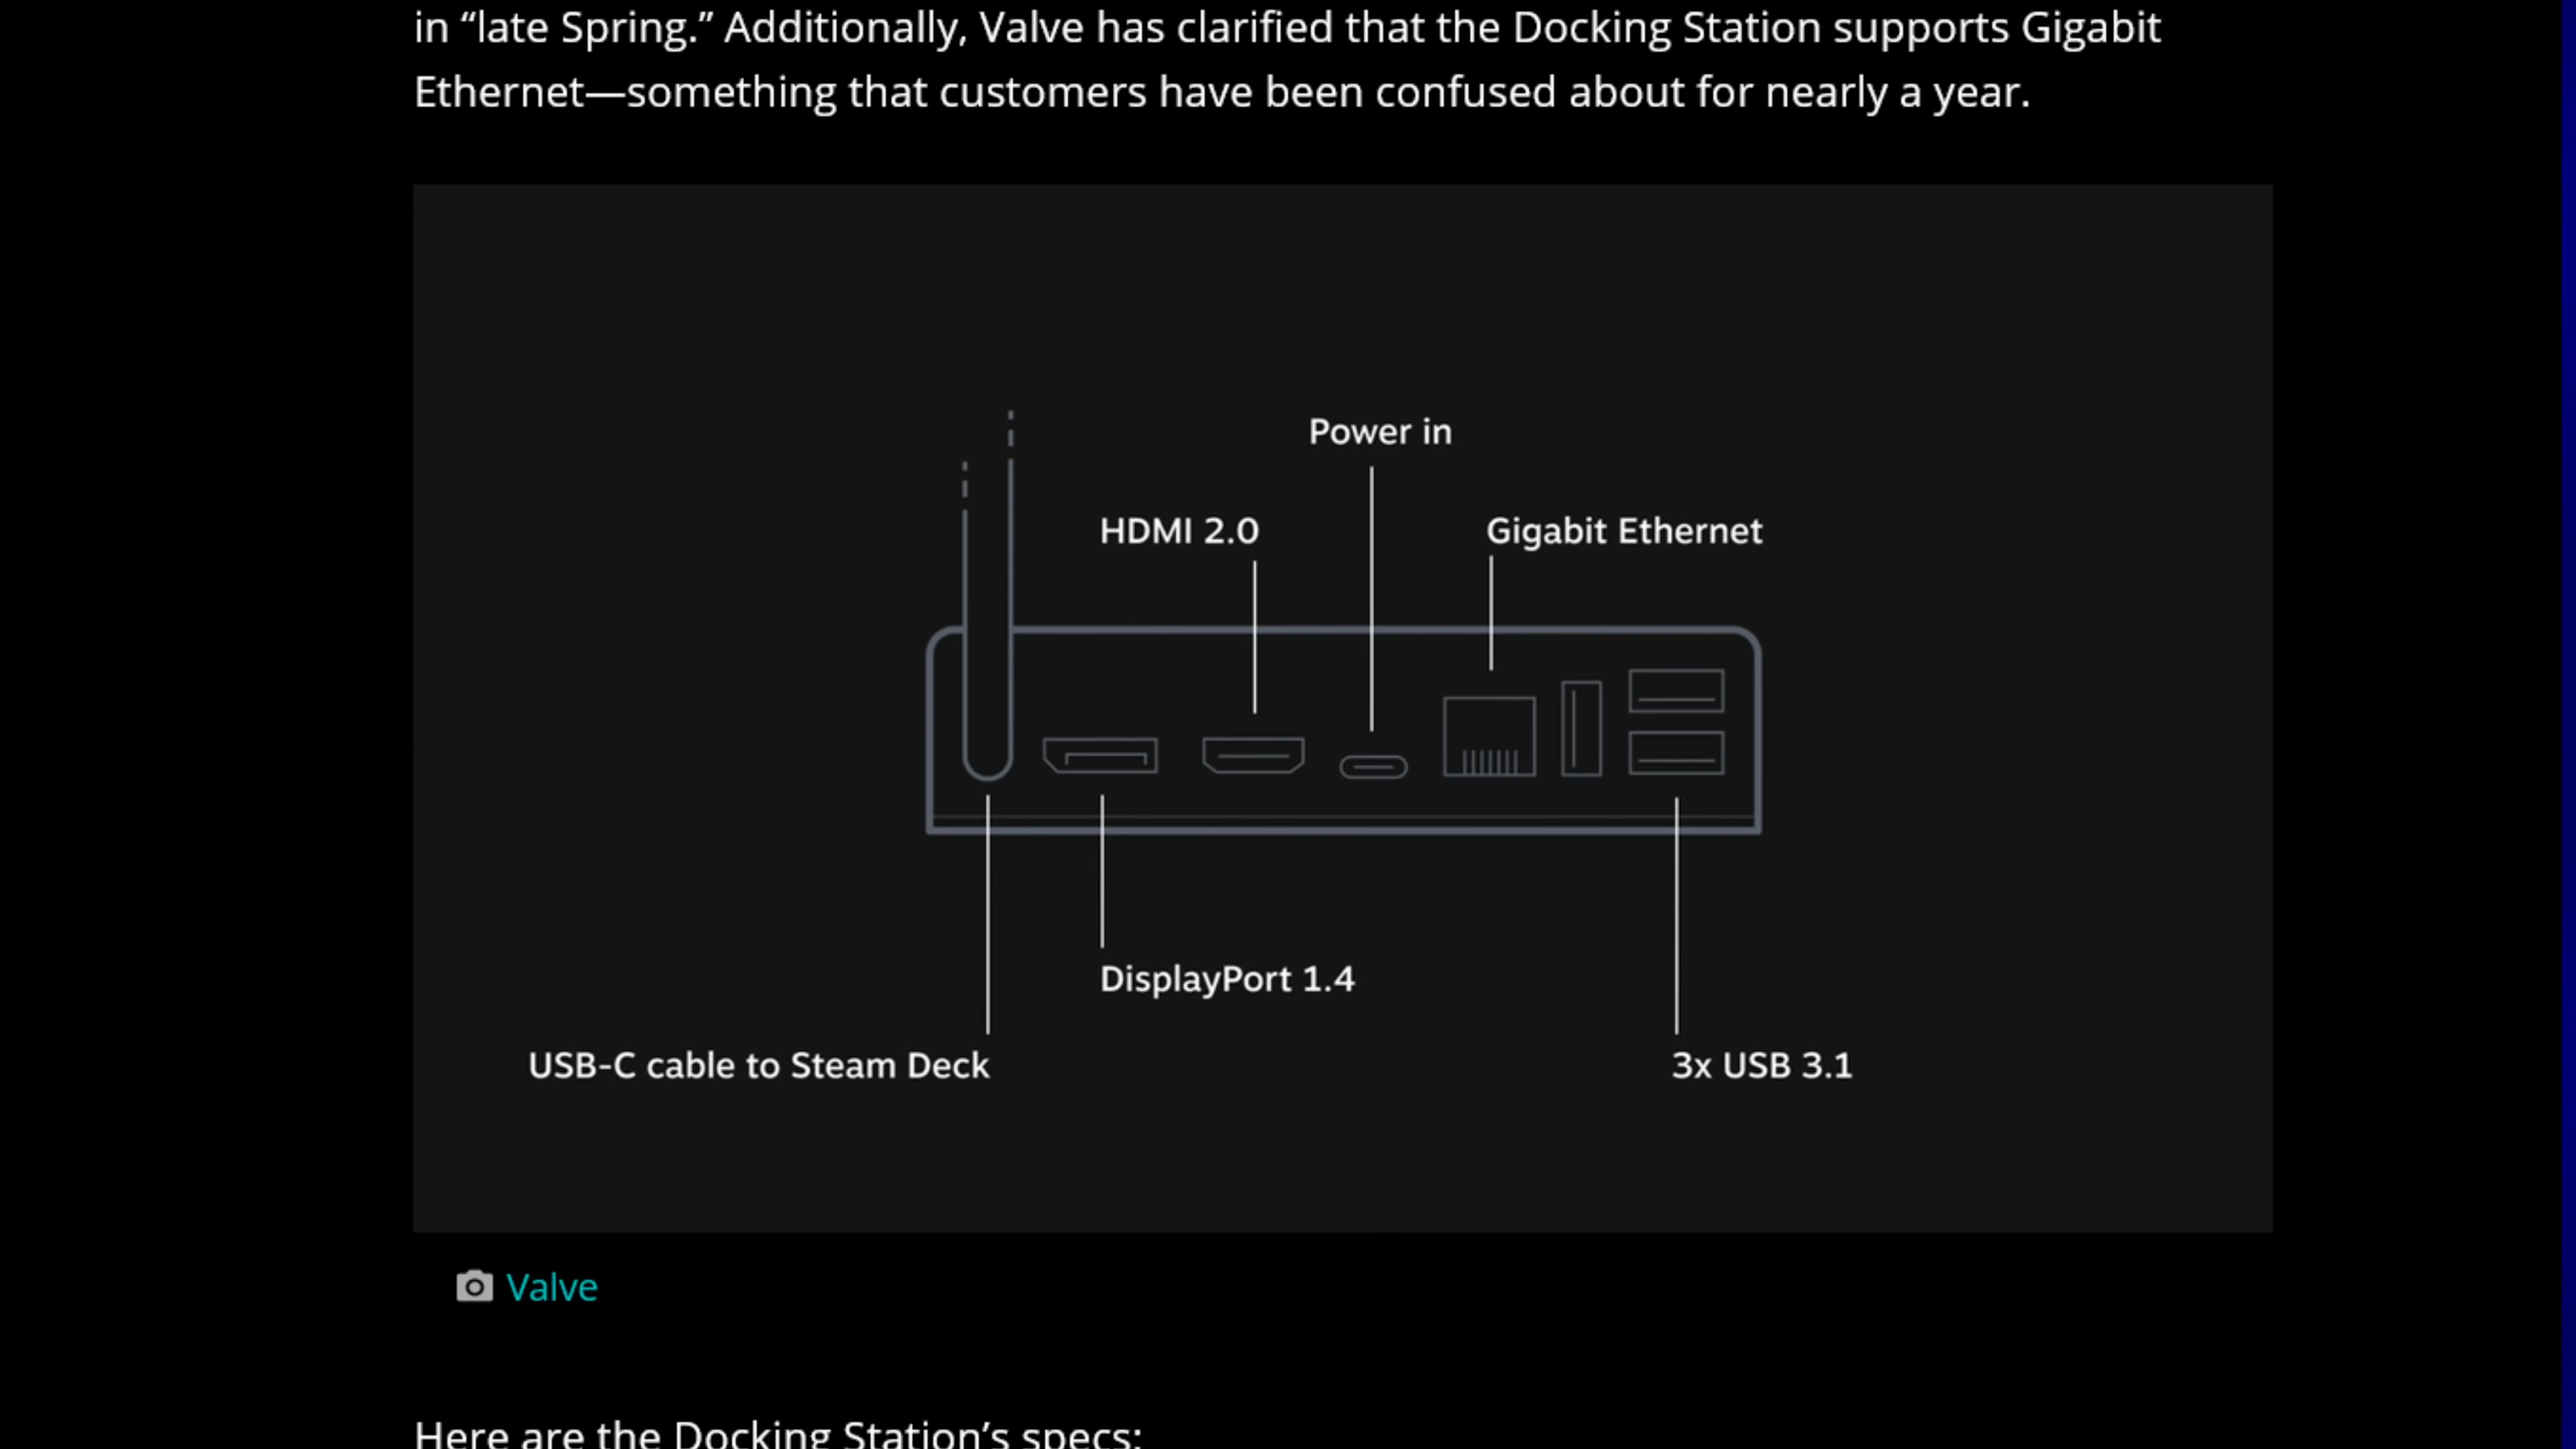 in “late Spring.” Additionally, Valve has clarified that the Docking Station supports Gigabit
Ethernet—something that customers have been confused about for nearly a year.
Power in
HDMI 2.0
Gigabit Ethernet
DisplayPort 1.4
USB-C cable to Steam Deck
3x USB 3.1
Valve
Here are the Docking Station’s specs: